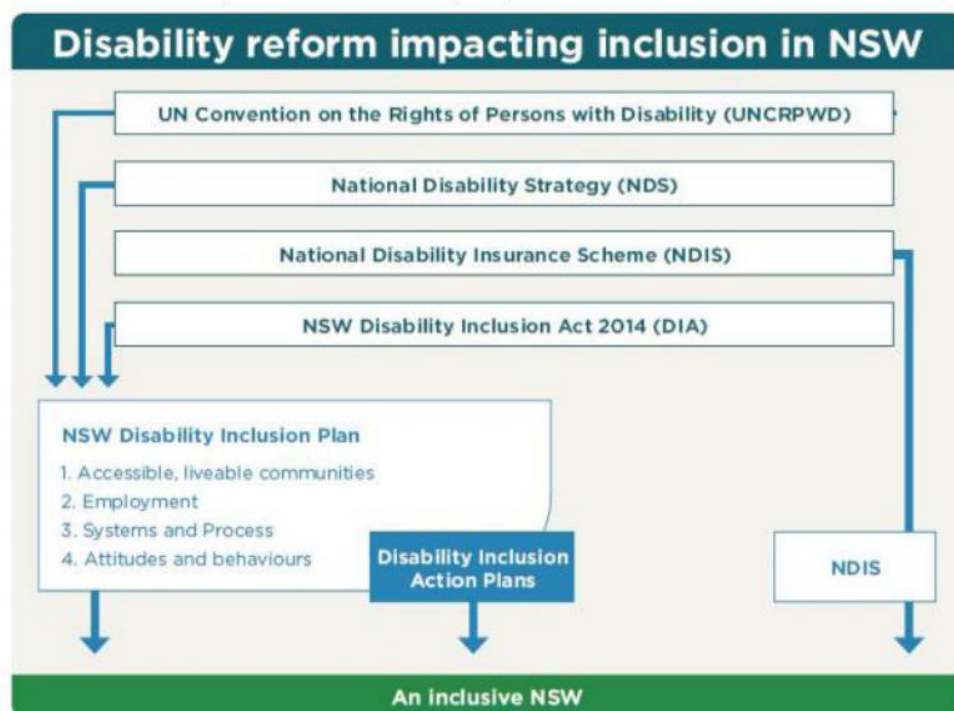 Disability reform impacting inclusion in NSW
UN Convention on the Rights of Persons with Disability (UNCRPWD)
National Disability Strategy (NDS)
National Disability Insurance Scheme (NDIS)
NSW Disability Inclusion Act 2014 (DIA)
NSW Disability Inclusion Plan
1. Accessible, liveable communities
2. Employment
3. Systems and Process
4. Attitudes and behaviours
Disability Inclusion
Action Plans
NDIS
An inclusive NSW